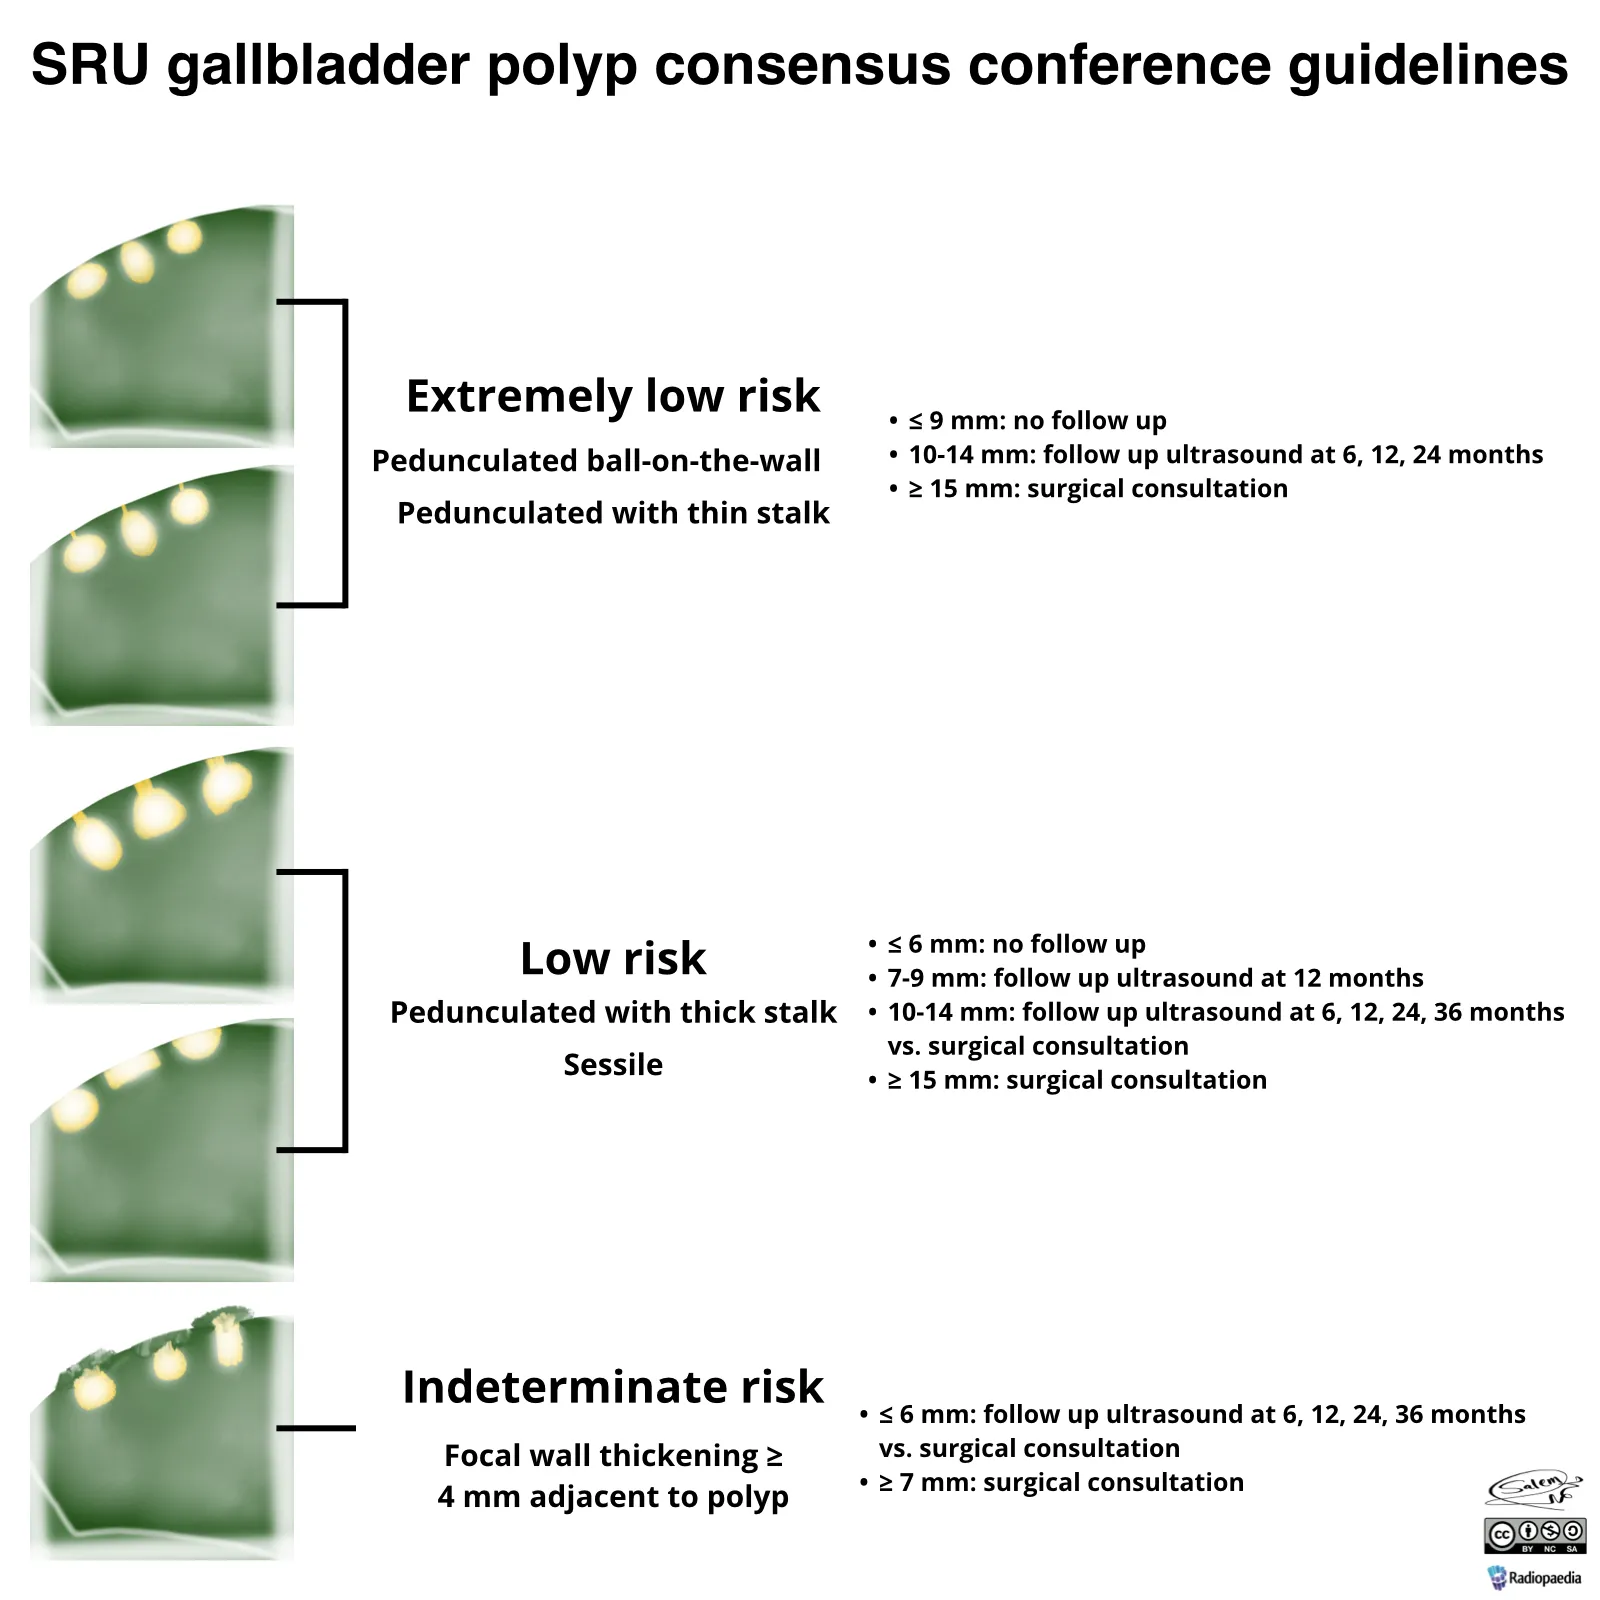 SRU gallbladder polyp consensus conference guidelines
Extremely low risk
Pedunculated ball-on-the-wall
Pedunculated with thin stalk
• ≤ 9 mm: no follow up
• 10-14 mm: follow up ultrasound at 6, 12, 24 months
• ≥ 15 mm: surgical consultation
Low risk
Pedunculated with thick stalk
Sessile
• ≤ 6 mm: no follow up
• 7-9 mm: follow up ultrasound at 12 months
• 10-14 mm: follow up ultrasound at 6, 12, 24, 36 months
vs. surgical consultation
• ≥ 15 mm: surgical consultation
Indeterminate risk
Focal wall thickening ≥
4 mm adjacent to polyp
• ≤ 6 mm: follow up ultrasound at 6, 12, 24, 36 months
vs. surgical consultation
• ≥ 7 mm: surgical consultation
Salem
cc
BY NC SA
Radiopaedia